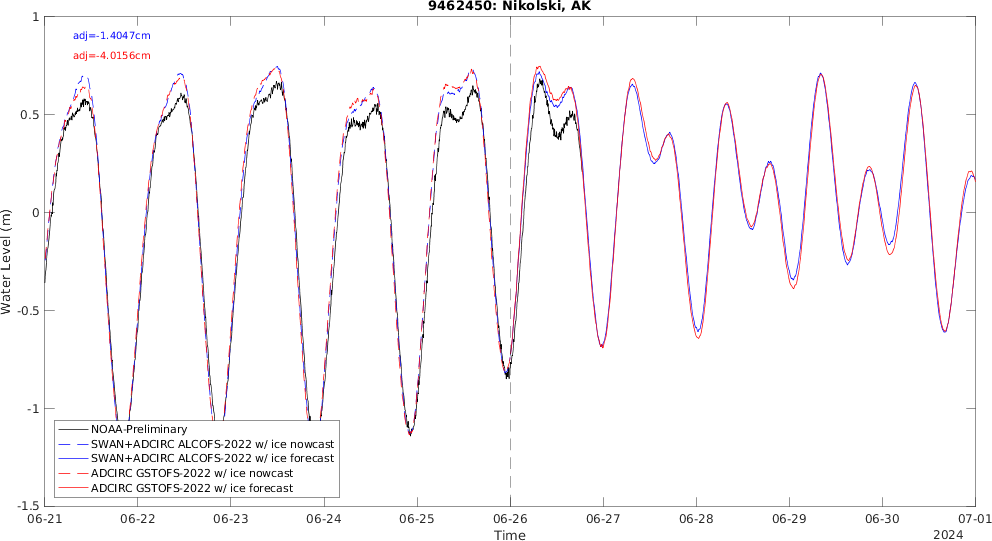 9462450: Nikolski, AK
adj=-1.4047cm
adj=-4.0156cm
1
0.5
0
-0.5
-1
-1.5
Water Level (m)
NOAA-Preliminary
SWAN+ADCIRC ALCOFS-2022 w/ ice nowcast
SWAN+ADCIRC ALCOFS-2022 w/ ice forecast
ADCIRC GSTOFS-2022 w/ ice nowcast
ADCIRC GSTOFS-2022 w/ ice forecast
06-21 06-22 06-23 06-24 06-25 06-26 06-27 06-28 06-29 06-30 07-01
Time
2024